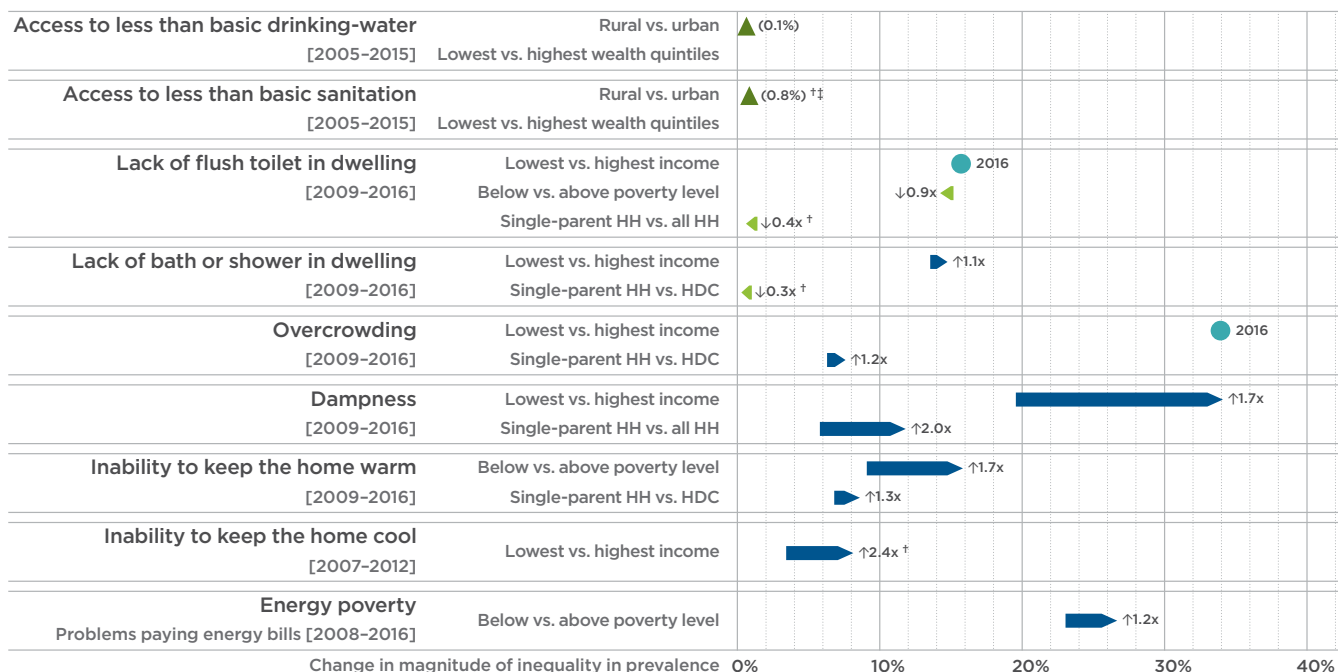 Access to less than basic drinking-water Rural vs. urban (0.1%)
[2005–2015] Lowest vs. highest wealth quintiles
Access to less than basic sanitation Rural vs. urban (0.8%) †‡
[2005–2015] Lowest vs. highest wealth quintiles
Lack of flush toilet in dwelling Lowest vs. highest income 2016
[2009–2016] Below vs. above poverty level ↓0.9x
Single-parent HH vs. all HH ↓0.4x †
Lack of bath or shower in dwelling Lowest vs. highest income ↑1.1x
[2009–2016] Single-parent HH vs. HDC ↓0.3x †
Overcrowding Lowest vs. highest income 2016
[2009–2016] Single-parent HH vs. HDC ↑1.2x
Dampness Lowest vs. highest income ↑1.7x
[2009–2016] Single-parent HH vs. all HH ↑2.0x
Inability to keep the home warm Below vs. above poverty level ↑1.7x
[2009–2016] Single-parent HH vs. HDC ↑1.3x
Inability to keep the home cool
[2007–2012] Lowest vs. highest income ↑2.4x †
Energy poverty
Problems paying energy bills [2008–2016] Below vs. above poverty level ↑1.2x
Change in magnitude of inequality in prevalence 0% 10% 20% 30% 40%